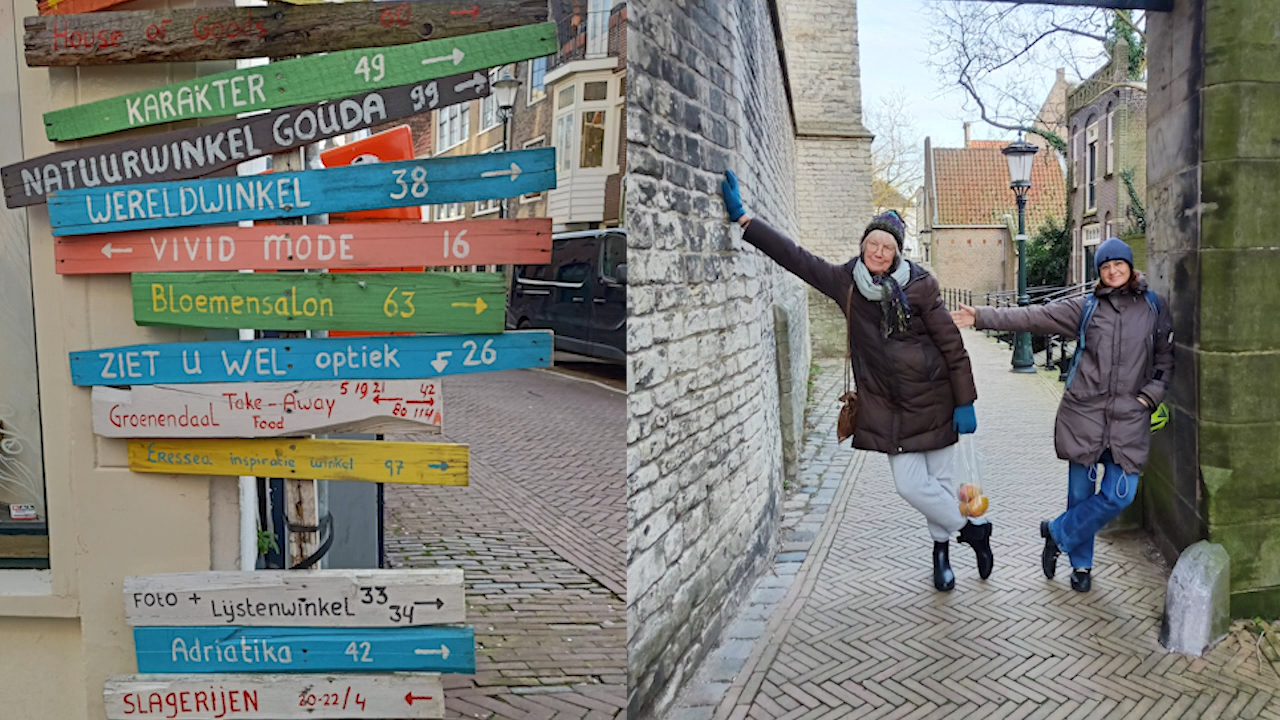 House of Goods 60 →
KARAKTER 49 →
NATUURWINKEL GOUDA 99 →
WERELDWINKEL 38 →
← VIVID MODE 16
Bloemensalon 63 →
ZIET U WEL optiek 26
Groenendaal Take-Away Food 5 19 21 42 80 114
Eressea inspiratie winkel 97 →
FOTO + Lijstenwinkel 33 34 →
Adriatika 42 →
SLAGERIJEN 20-22/4 ←